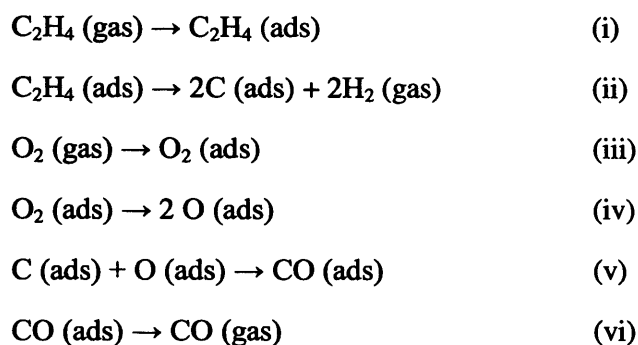 C₂H₄ (gas) → C₂H₄ (ads) (i)
C₂H₄ (ads) → 2C (ads) + 2H₂ (gas) (ii)
O₂ (gas) → O₂ (ads) (iii)
O₂ (ads) → 2 O (ads) (iv)
C (ads) + O (ads) → CO (ads) (v)
CO (ads) → CO (gas) (vi)